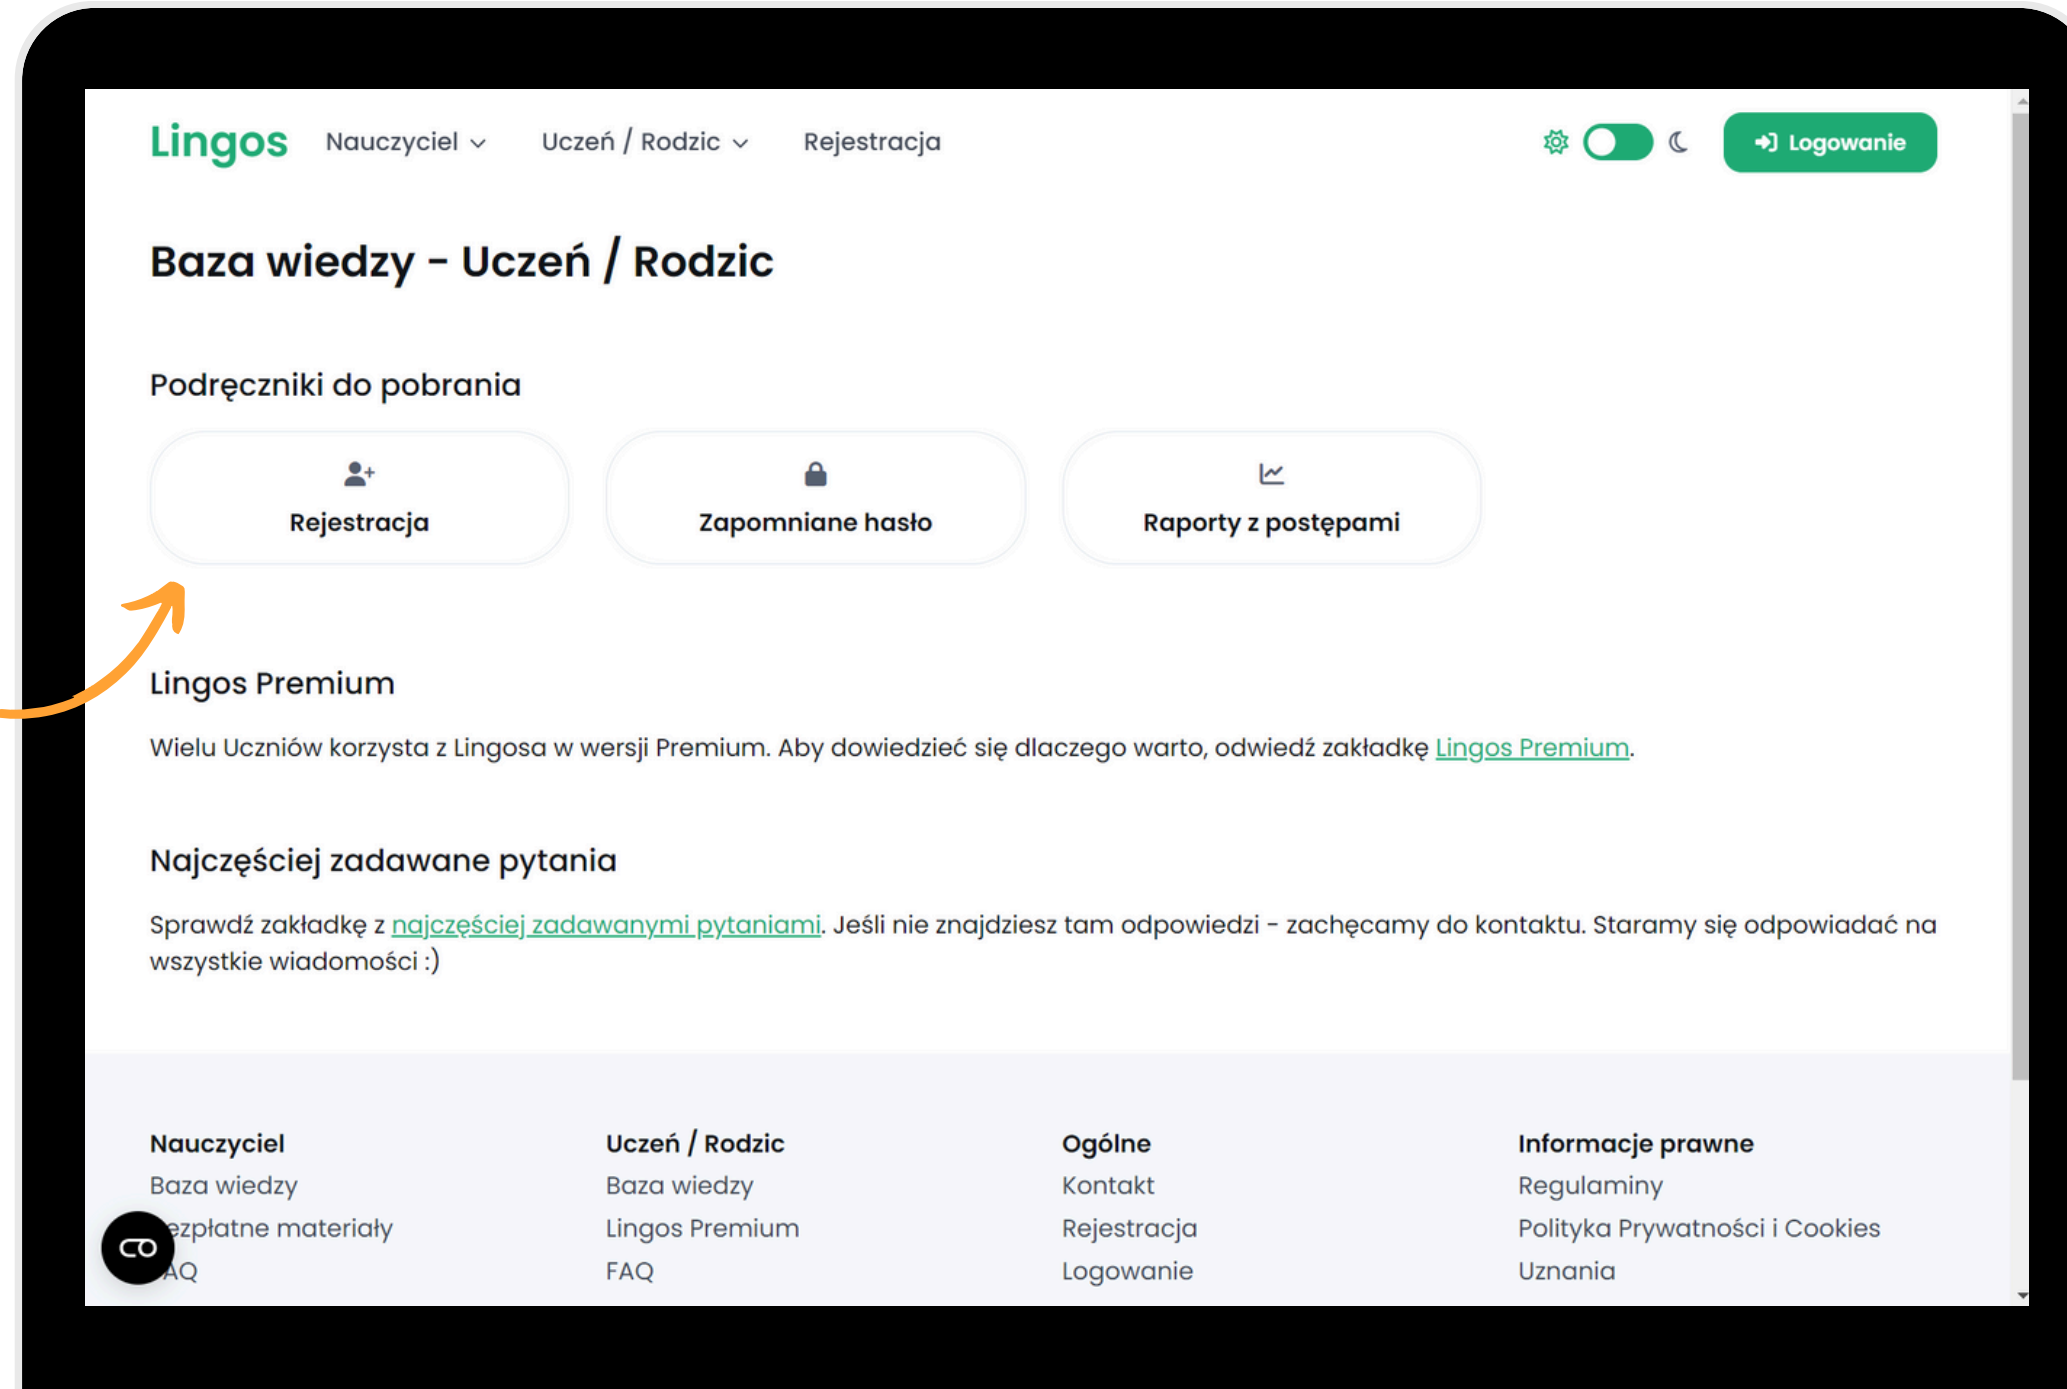 Lingos
Nauczyciel
Uczeń / Rodzic
Rejestracja
Logowanie
Baza wiedzy - Uczeń / Rodzic
Podręczniki do pobrania
Rejestracja
Zapomniane hasło
Raporty z postępami
Lingos Premium
Wielu Uczniów korzysta z Lingosa w wersji Premium. Aby dowiedzieć się dlaczego warto, odwiedź zakładkę Lingos Premium.
Najczęściej zadawane pytania
Sprawdź zakładkę z najczęściej zadawanymi pytaniami. Jeśli nie znajdziesz tam odpowiedzi - zachęcamy do kontaktu. Staramy się odpowiadać na
wszystkie wiadomości :)
Nauczyciel
Baza wiedzy
ezpłatne materiały
AQ
Uczeń / Rodzic
Baza wiedzy
Lingos Premium
FAQ
Ogólne
Kontakt
Rejestracja
Logowanie
Informacje prawne
Regulaminy
Polityka Prywatności i Cookies
Uznania